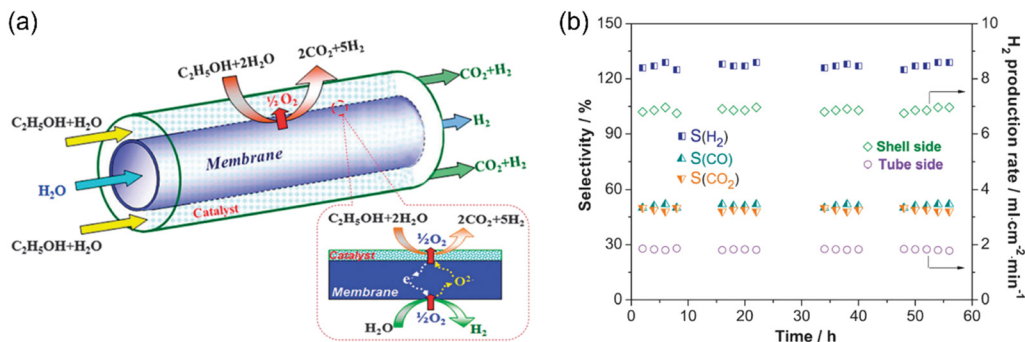 (a)
C₂H₅OH+2H₂O
2CO₂+5H₂
½ O₂
CO₂+H₂
C₂H₅OH+H₂O
H₂
Membrane
H₂O
CO₂+H₂
Catalyst
C₂H₅OH+H₂O
C₂H₅OH+2H₂O
2CO₂+5H₂
½O₂
Catalyst
e⁻
O²⁻
Membrane
½O₂
H₂O
H₂
(b)
180
150
120
90
60
30
0
Selectivity / %
S(H₂)
S(CO)
S(CO₂)
Shell side
Tube side
10
8
6
4
2
0
H₂ production rate / ml·cm⁻²·min⁻¹
0
10
20
30
40
50
60
Time / h